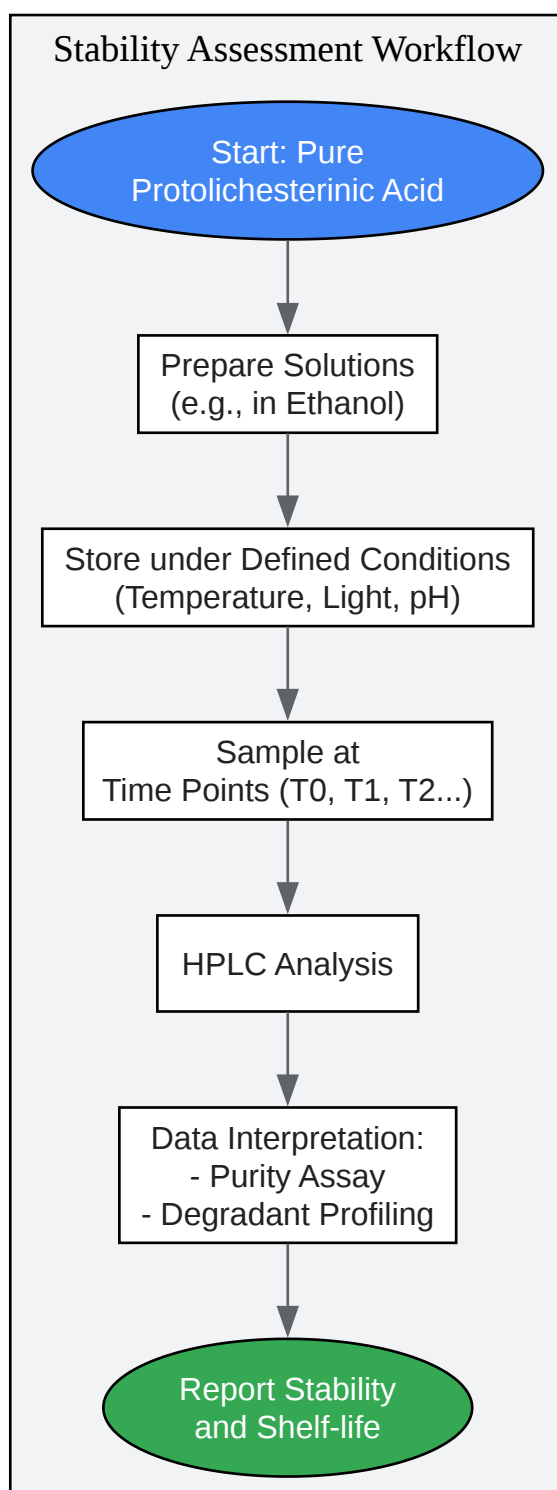 Stability Assessment Workflow
Start: Pure
Protolichesterinic Acid
Prepare Solutions
(e.g., in Ethanol)
Store under Defined Conditions
(Temperature, Light, pH)
Sample at
Time Points (T0, T1, T2...)
HPLC Analysis
Data Interpretation:
- Purity Assay
- Degradant Profiling
Report Stability
and Shelf-life